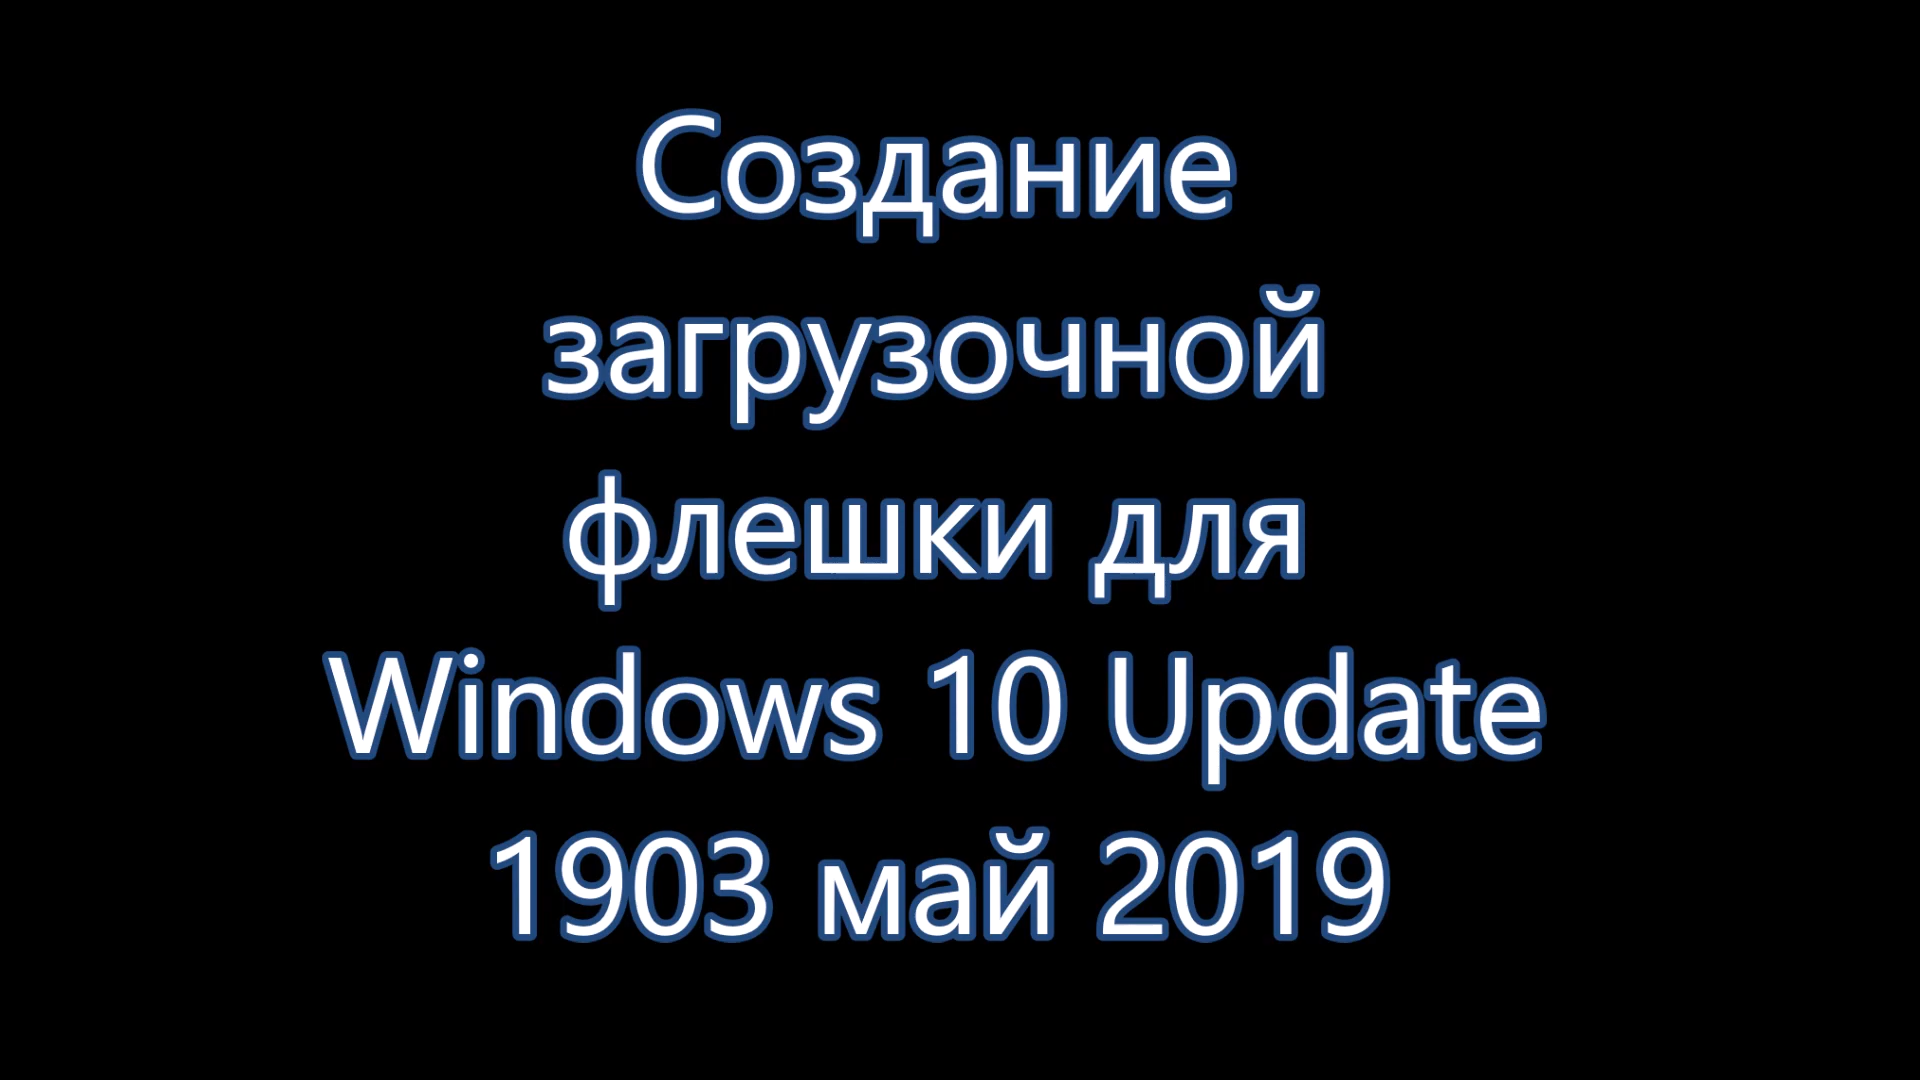 Создание
загрузочной
флешки для
Windows 10 Update
1903 май 2019